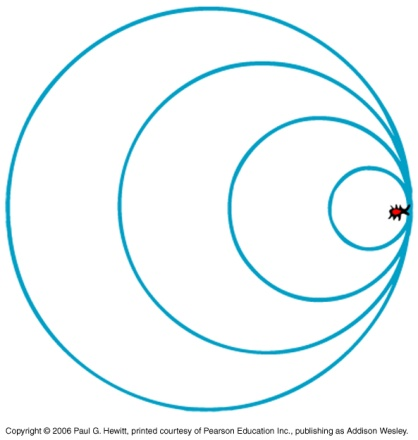 Copyright © 2006 Paul G. Hewitt, printed courtesy of Pearson Education Inc., publishing as Addison Wesley.